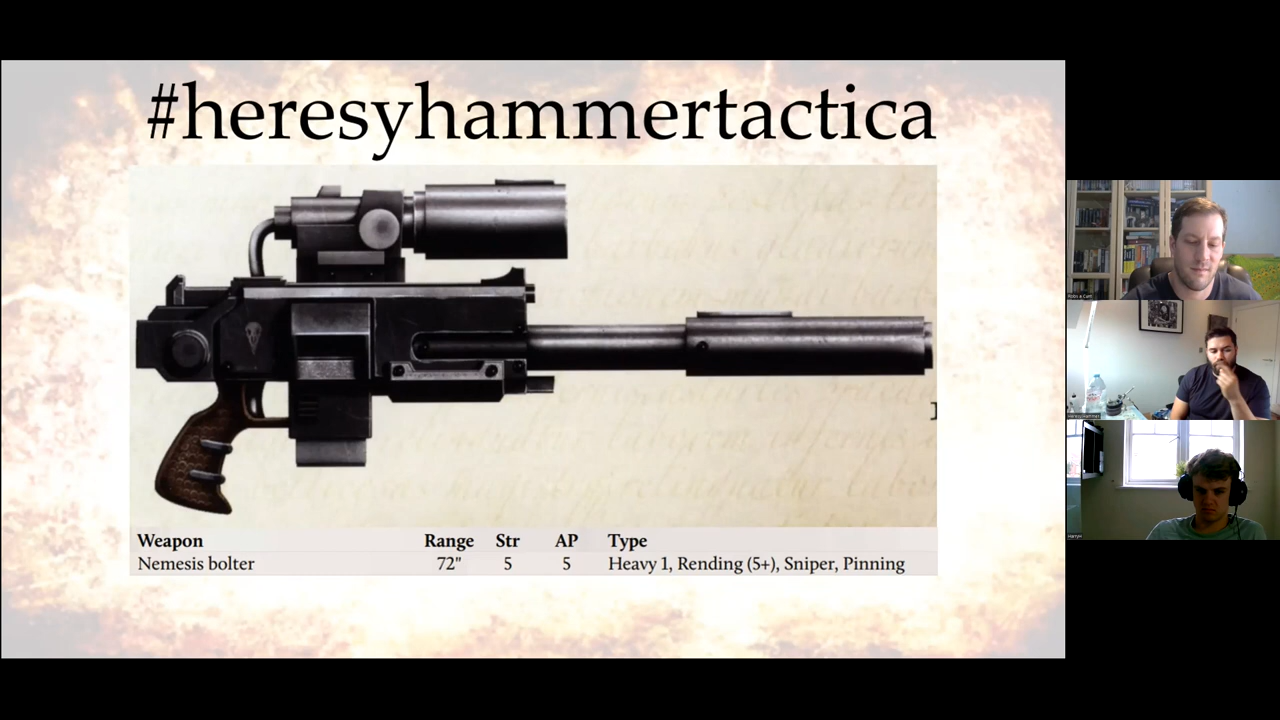 #heresyhammertactica
Weapon Range Str AP Type
Nemesis bolter 72" 5 5 Heavy 1, Rending (5+), Sniper, Pinning